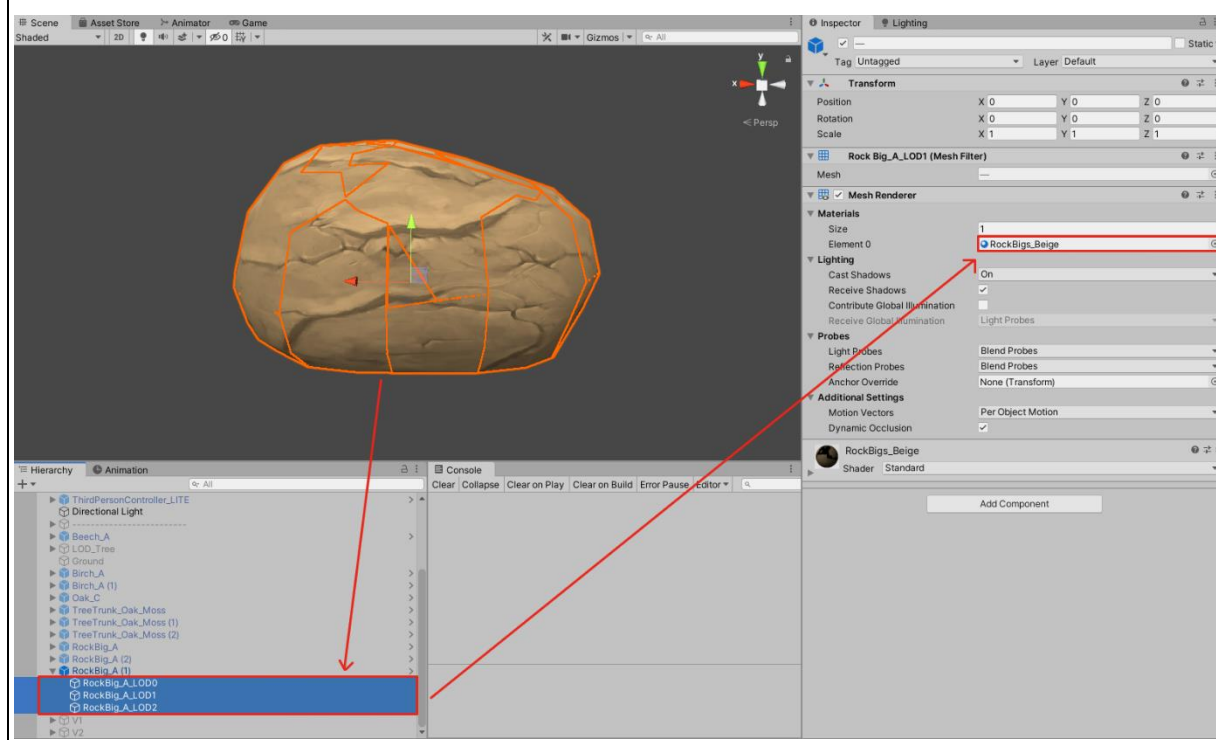 Scene Asset Store Animator Game
Shaded 2D 0 Gizmos All
y
x
Persp
Inspector Lighting
— Static
Tag Untagged Layer Default
Transform
Position X 0 Y 0 Z 0
Rotation X 0 Y 0 Z 0
Scale X 1 Y 1 Z 1
Rock Big_A_LOD1 (Mesh Filter)
Mesh —
Mesh Renderer
Materials
Size 1
Element 0 RockBigs_Beige
Lighting
Cast Shadows On
Receive Shadows
Contribute Global Illumination
Receive Global Illumination Light Probes
Probes
Light Probes Blend Probes
Reflection Probes Blend Probes
Anchor Override None (Transform)
Additional Settings
Motion Vectors Per Object Motion
Dynamic Occlusion
RockBigs_Beige
Shader Standard
Add Component
Hierarchy Animation
+ All
ThirdPersonController_LITE
Directional Light
-------------------------
Beech_A
LOD_Tree
Ground
Birch_A
Birch_A (1)
Oak_C
TreeTrunk_Oak_Moss
TreeTrunk_Oak_Moss (1)
TreeTrunk_Oak_Moss (2)
RockBig_A
RockBig_A (2)
RockBig_A (1)
RockBig_A_LOD0
RockBig_A_LOD1
RockBig_A_LOD2
V1
V2
Console
Clear Collapse Clear on Play Clear on Build Error Pause Editor